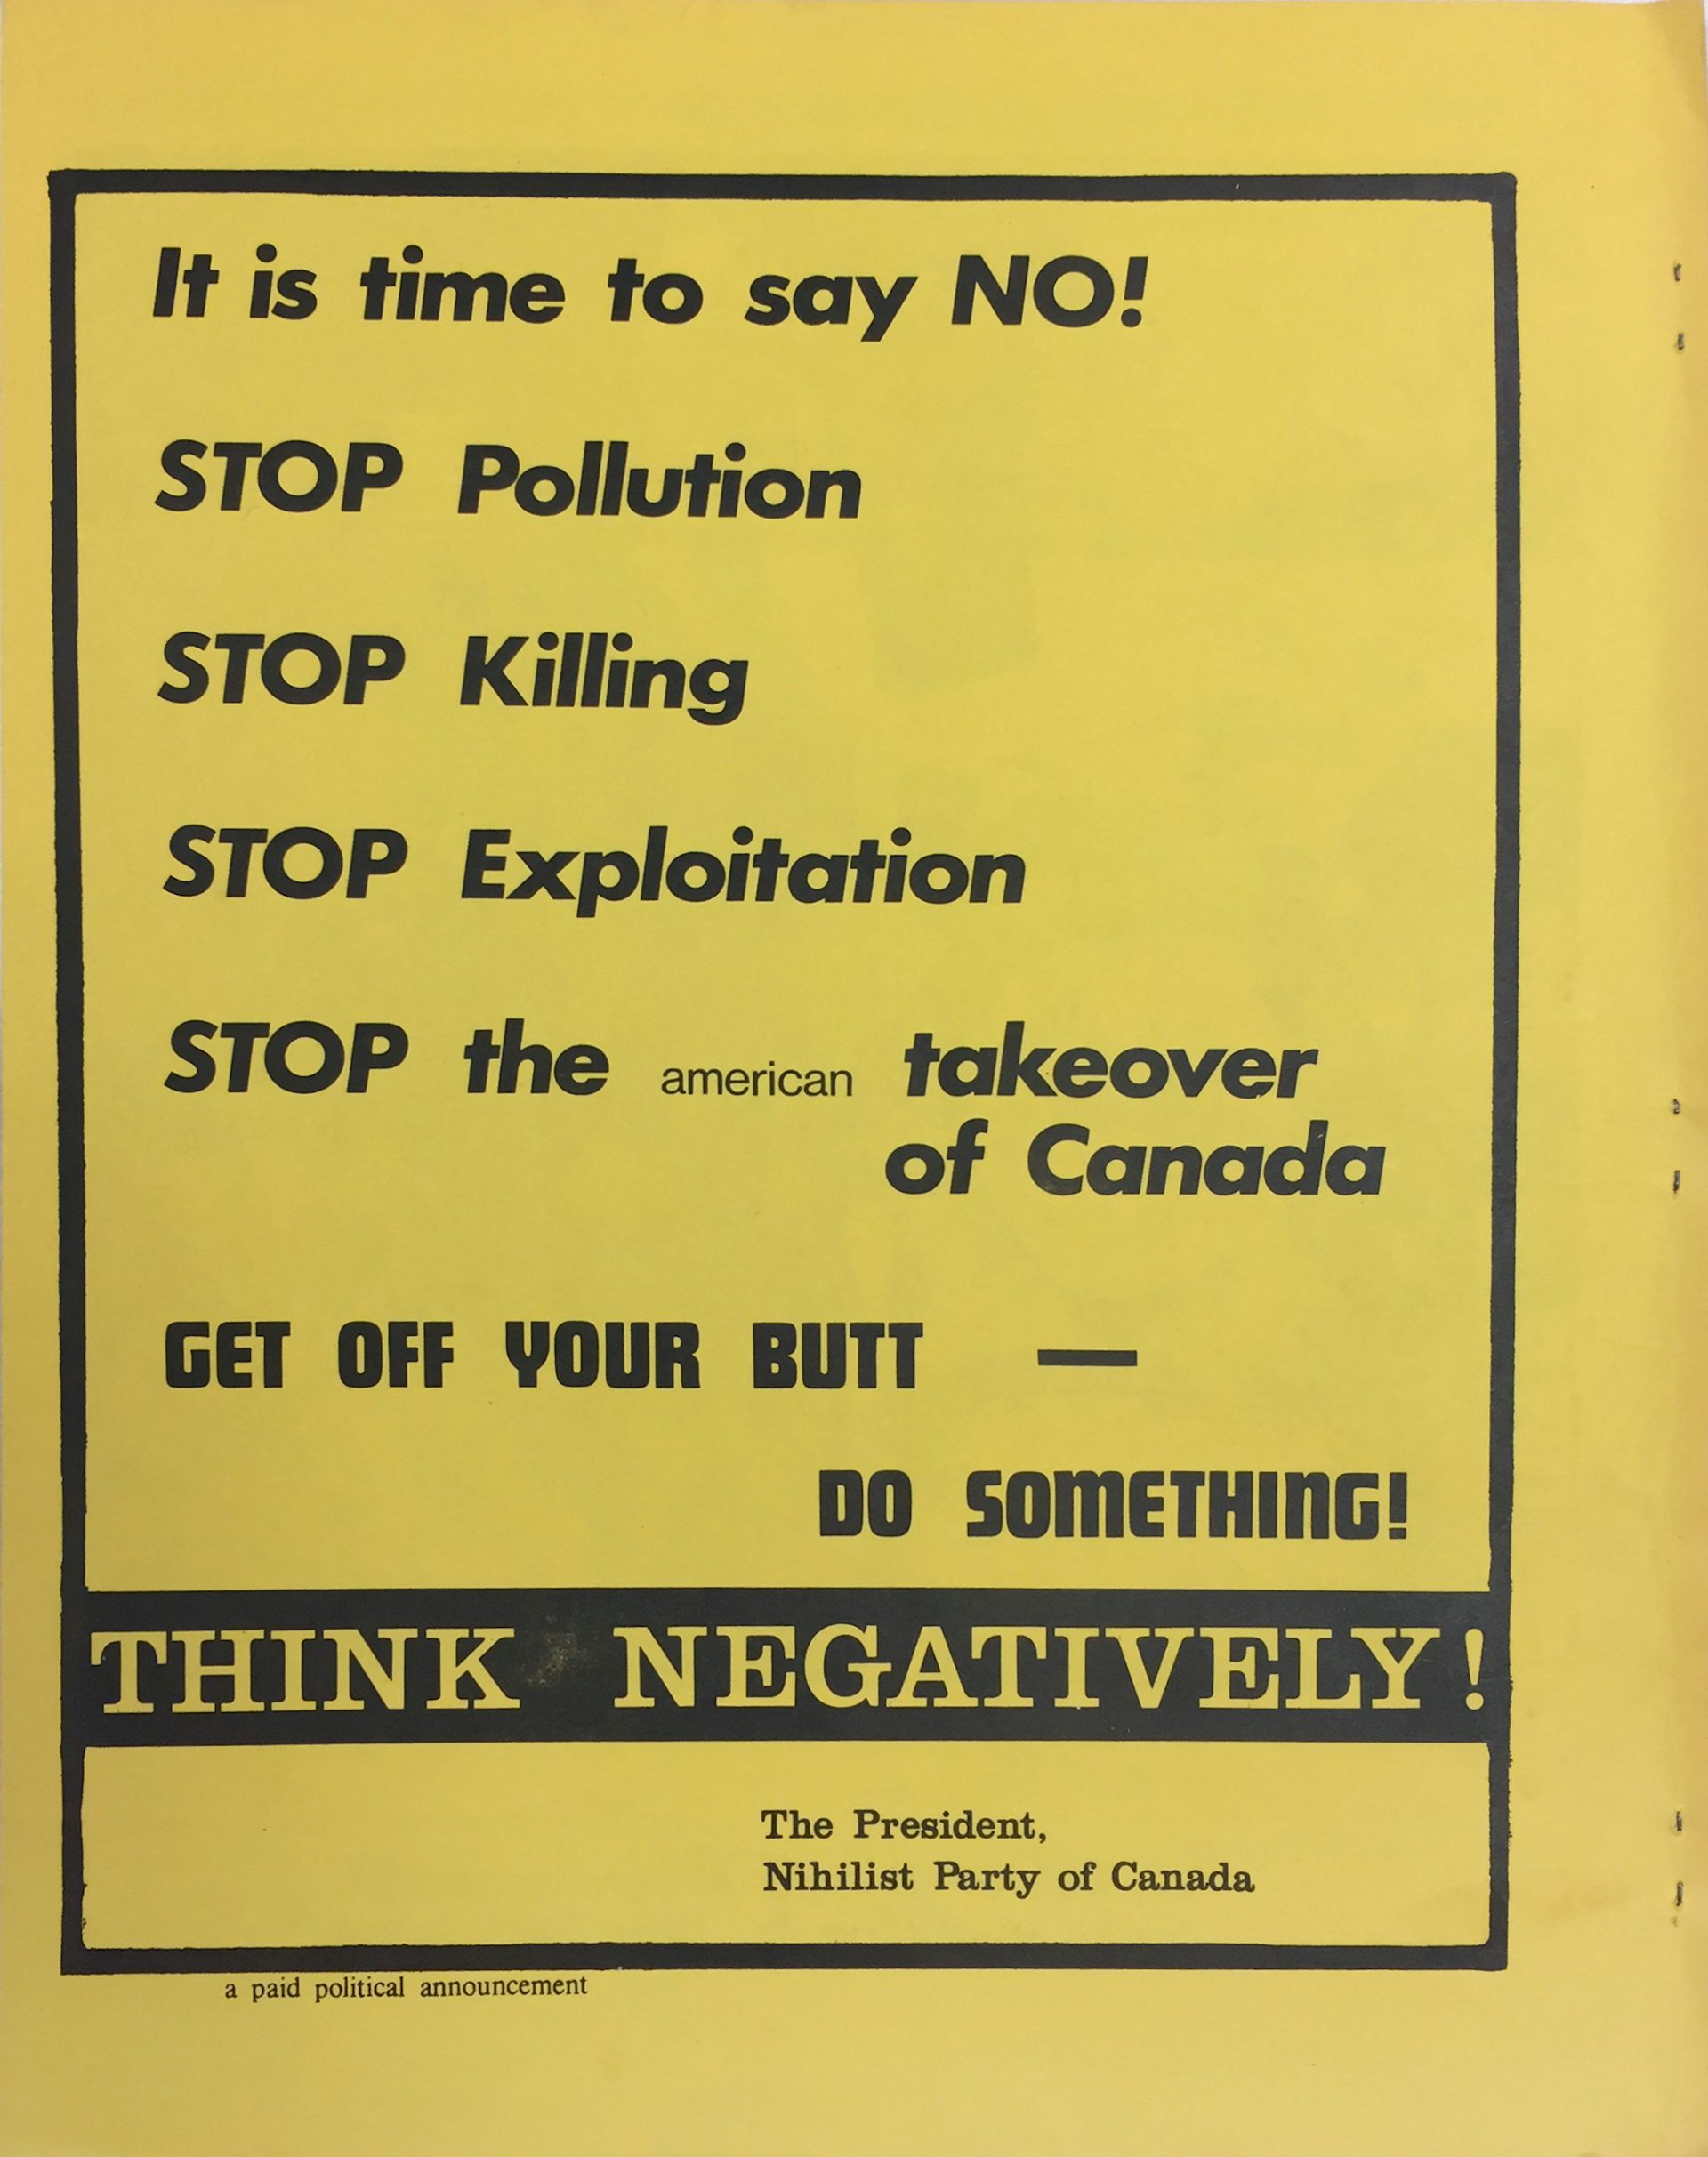 It is time to say NO!
STOP Pollution
STOP Killing
STOP Exploitation
STOP the american takeover
of Canada
GET OFF YOUR BUTT —
DO SOMETHING!
THINK NEGATIVELY!
The President,
Nihilist Party of Canada
a paid political announcement